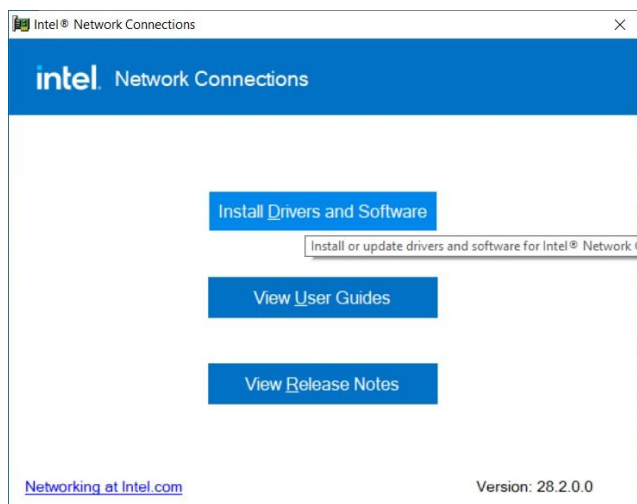 Intel® Network Connections
intel. Network Connections
Install Drivers and Software
Install or update drivers and software for Intel® Network
View User Guides
View Release Notes
Networking at Intel.com
Version: 28.2.0.0